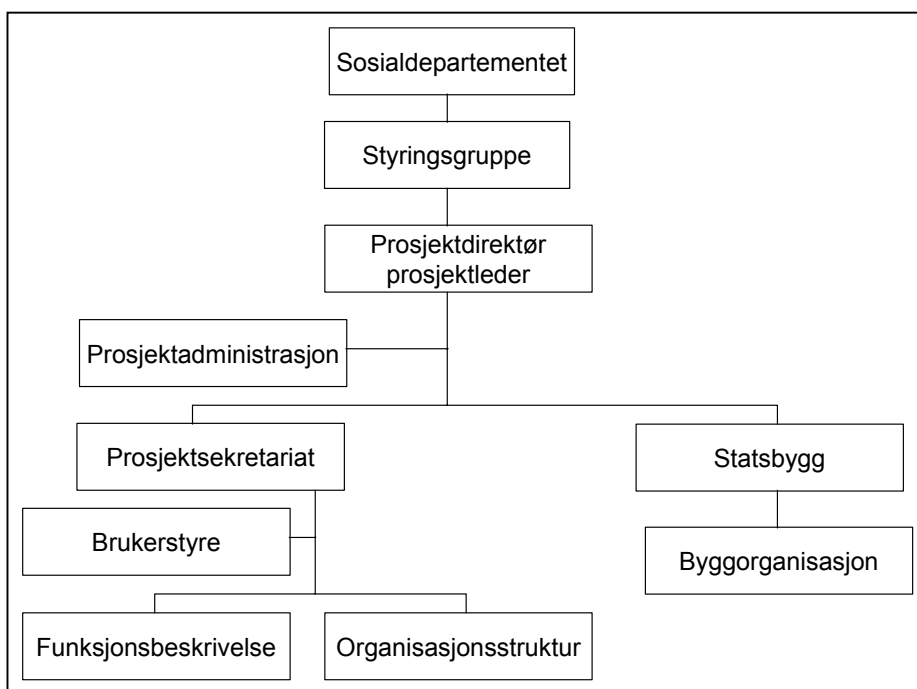 Sosialdepartementet
Styringsgruppe
Prosjektdirektør
prosjektleder
Prosjektadministrasjon
Prosjektsekretariat
Statsbygg
Brukerstyre
Byggorganisasjon
Funksjonsbeskrivelse
Organisasjonsstruktur